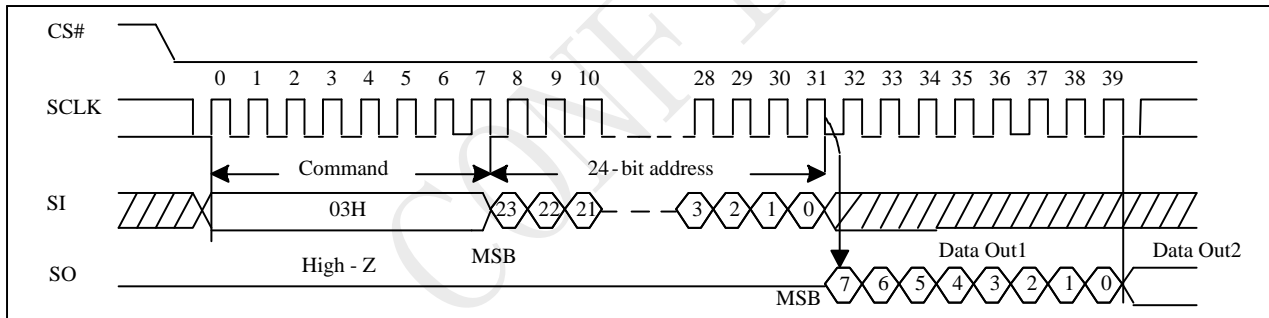 CONF
CS#
0 1 2 3 4 5 6 7 8 9 10 28 29 30 31 32 33 34 35 36 37 38 39
SCLK
Command 24-bit address
SI 03H 23 22 21 3 2 1 0
High - Z MSB Data Out1 Data Out2
SO MSB 7 6 5 4 3 2 1 0